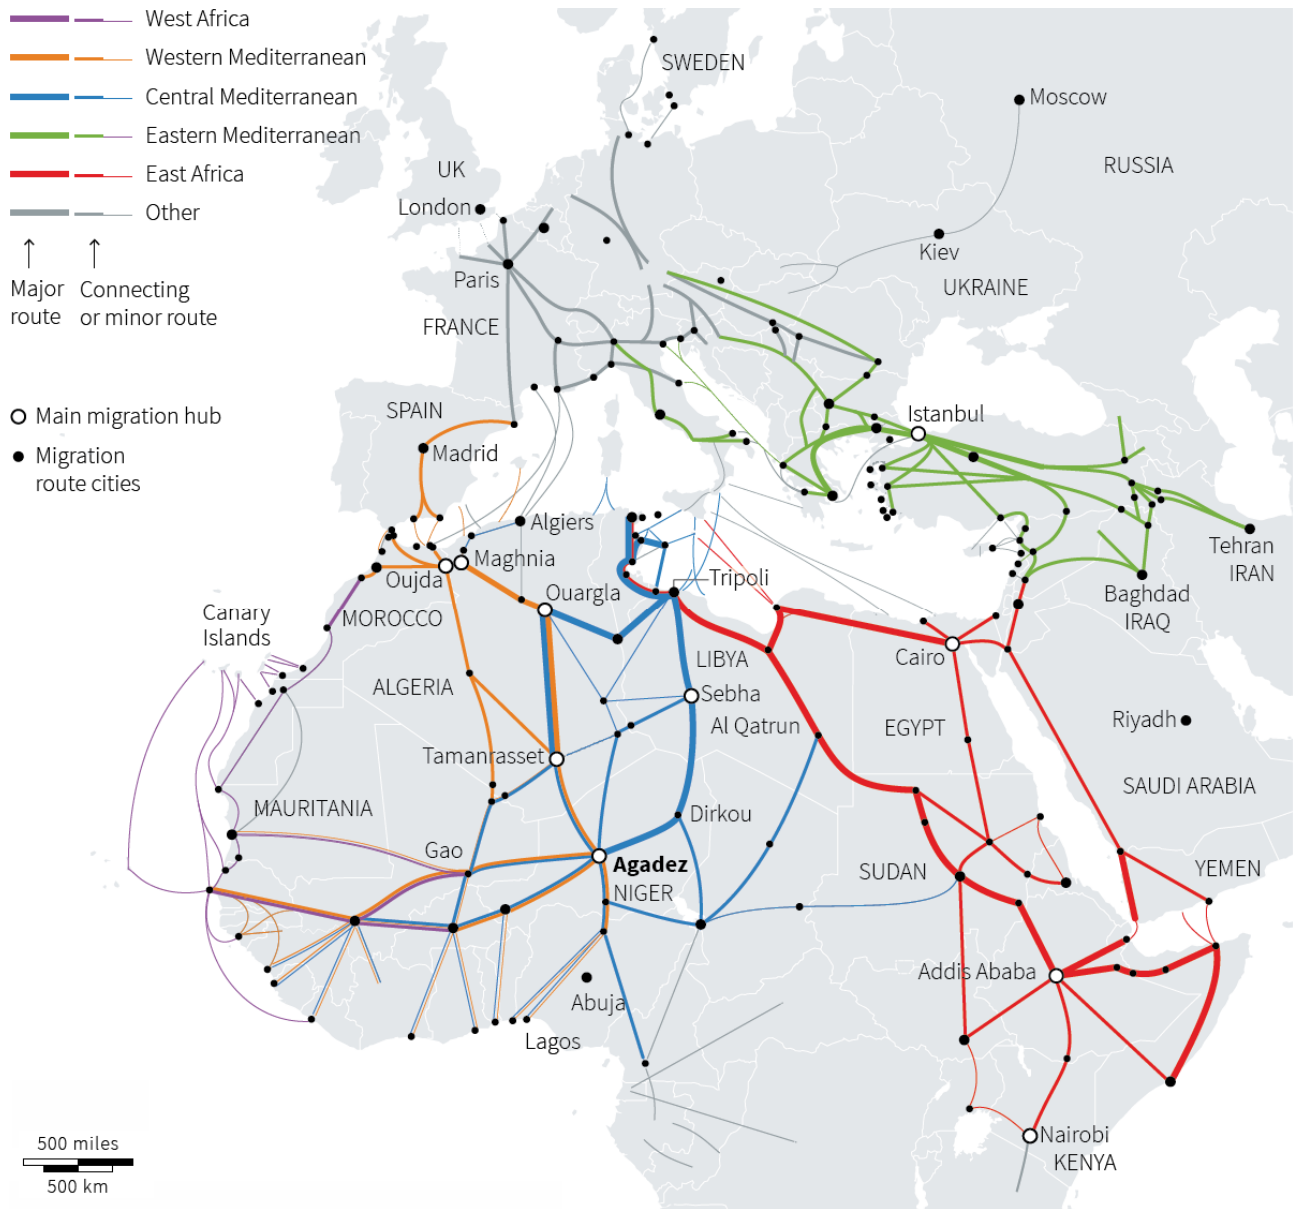 West Africa
Western Mediterranean
Central Mediterranean
Eastern Mediterranean
East Africa
Other
Major
route
Connecting
or minor route
Main migration hub
Migration
route cities
SWEDEN
Moscow
RUSSIA
UK
London
Kiev
Paris
UKRAINE
FRANCE
SPAIN
Istanbul
Madrid
Algiers
Tehran
IRAN
Maghnia
Oujda
Tripoli
Ouargla
Baghdad
IRAQ
Canary
Islands
MOROCCO
Cairo
LIBYA
ALGERIA
Sebha
Al Qatrun
EGYPT
Riyadh
Tamanrasset
SAUDI ARABIA
MAURITANIA
Dirkou
Gao
Agadez
NIGER
SUDAN
YEMEN
Addis Ababa
Abuja
Lagos
Nairobi
KENYA
500 miles
500 km